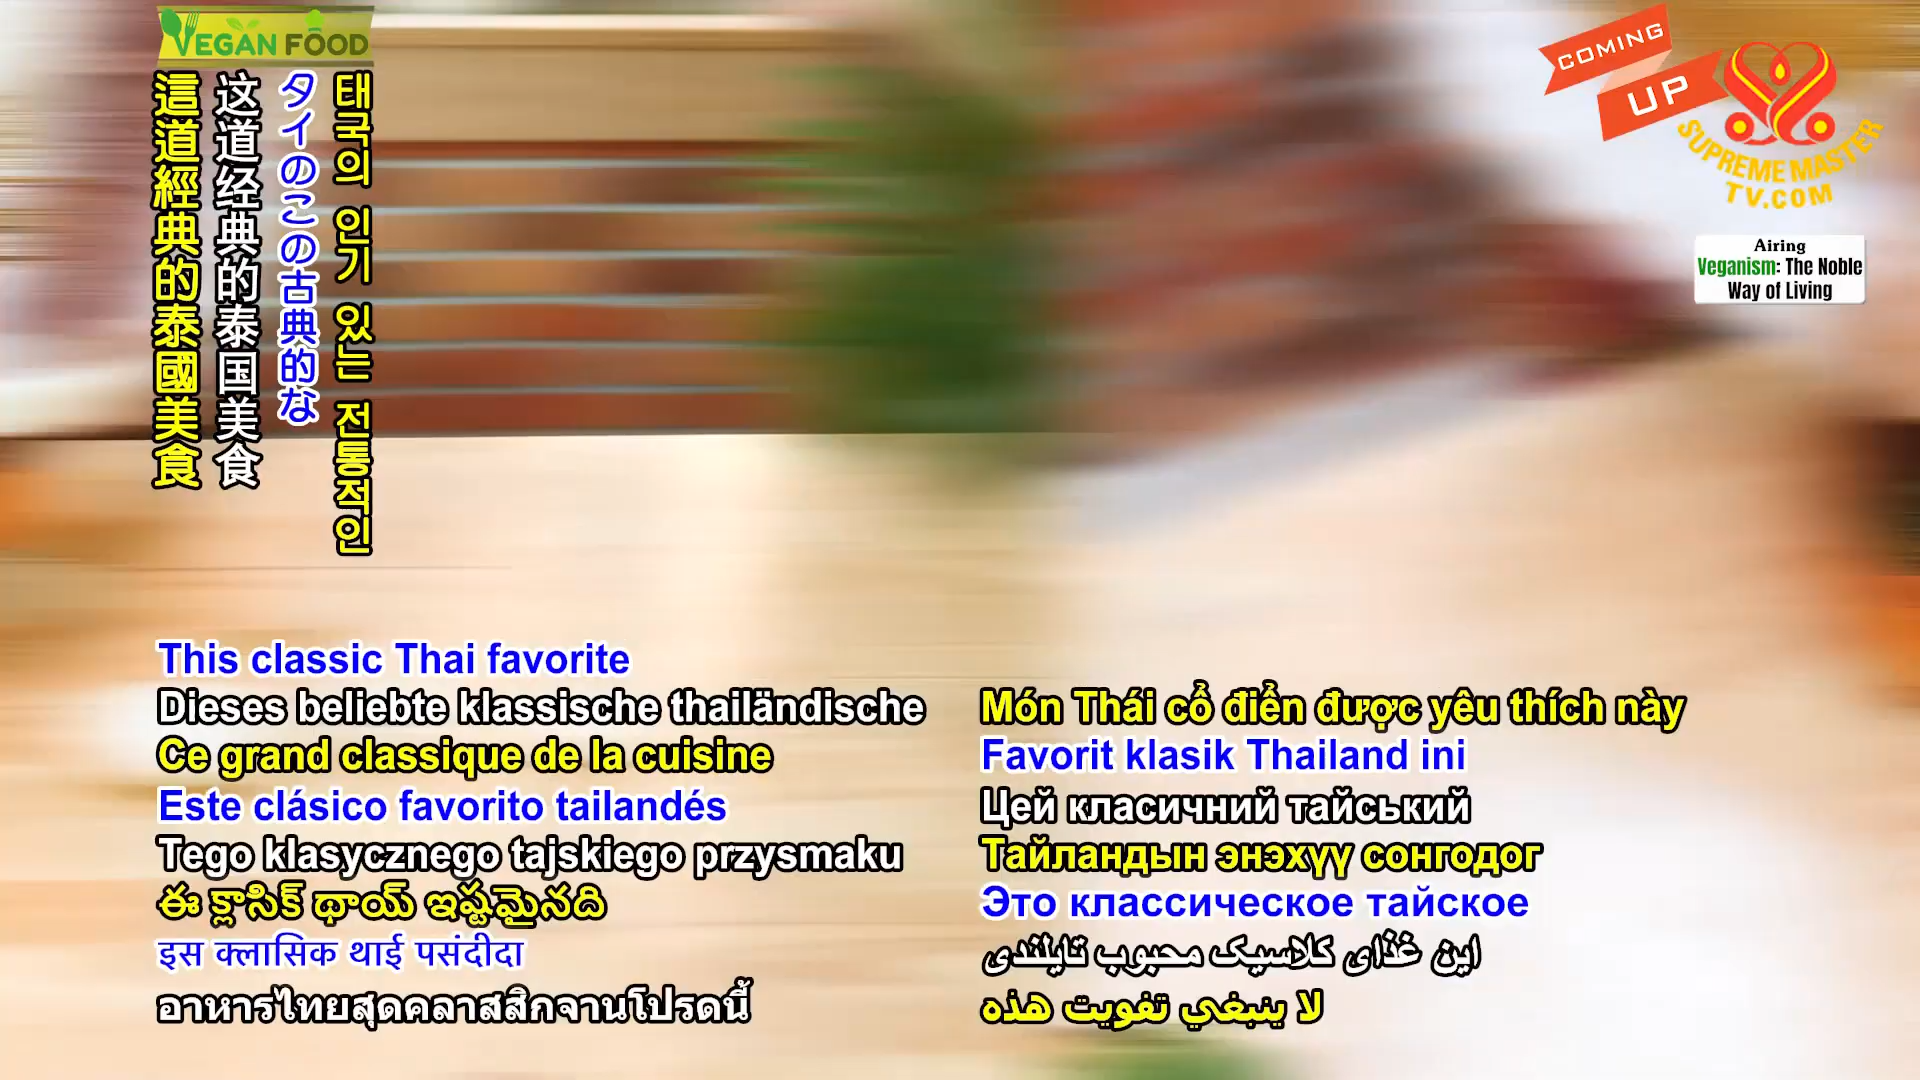 VEGAN FOOD
COMING
UP
SUPREME MASTER
TV.COM
Airing
Veganism: The Noble
Way of Living
這道經典的泰國美食
这道经典的泰国美食
タイのこの古典的な
태국의 인기 있는 전통적인
This classic Thai favorite
Dieses beliebte klassische thailändische
Ce grand classique de la cuisine
Este clásico favorito tailandés
Tego klasycznego tajskiego przysmaku
ఈ క్లాసిక్ థాయ్ ఇష్టమైనది
इस क्लासिक थाई पसंदीदा
อาหารไทยสุดคลาสสิกจานโปรดนี้
Món Thái cổ điển được yêu thích này
Favorit klasik Thailand ini
Цей класичний тайський
Тайландын энэхүү сонгодог
Это классическое тайское
این غذای کلاسیک محبوب تایلندی
لا ينبغي تفويت هذه